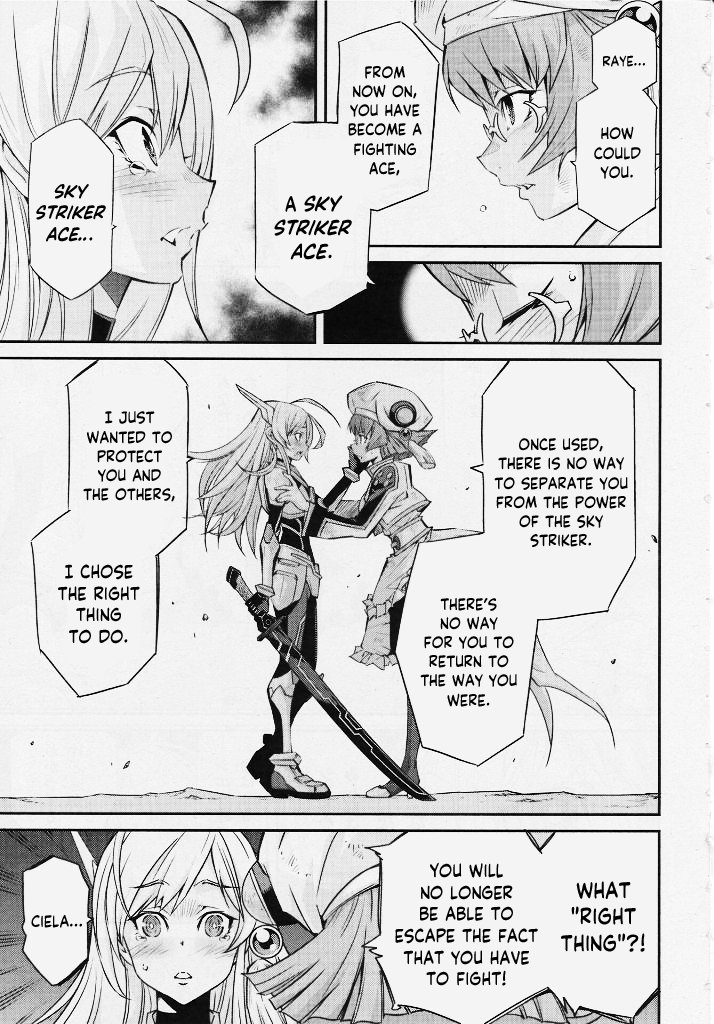 RAYE...
HOW
COULD
YOU.
FROM
NOW ON,
YOU HAVE
BECOME A
FIGHTING
ACE,
A SKY
STRIKER
ACE.
SKY
STRIKER
ACE...
ONCE USED,
THERE IS NO WAY
TO SEPARATE YOU
FROM THE POWER
OF THE SKY
STRIKER.
THERE'S
NO WAY
FOR YOU TO
RETURN TO
THE WAY YOU
WERE.
I JUST
WANTED TO
PROTECT
YOU AND
THE OTHERS,
I CHOSE
THE RIGHT
THING
TO DO.
WHAT
"RIGHT
THING"?!
YOU WILL
NO LONGER
BE ABLE TO
ESCAPE THE FACT
THAT YOU HAVE
TO FIGHT!
CIELA...